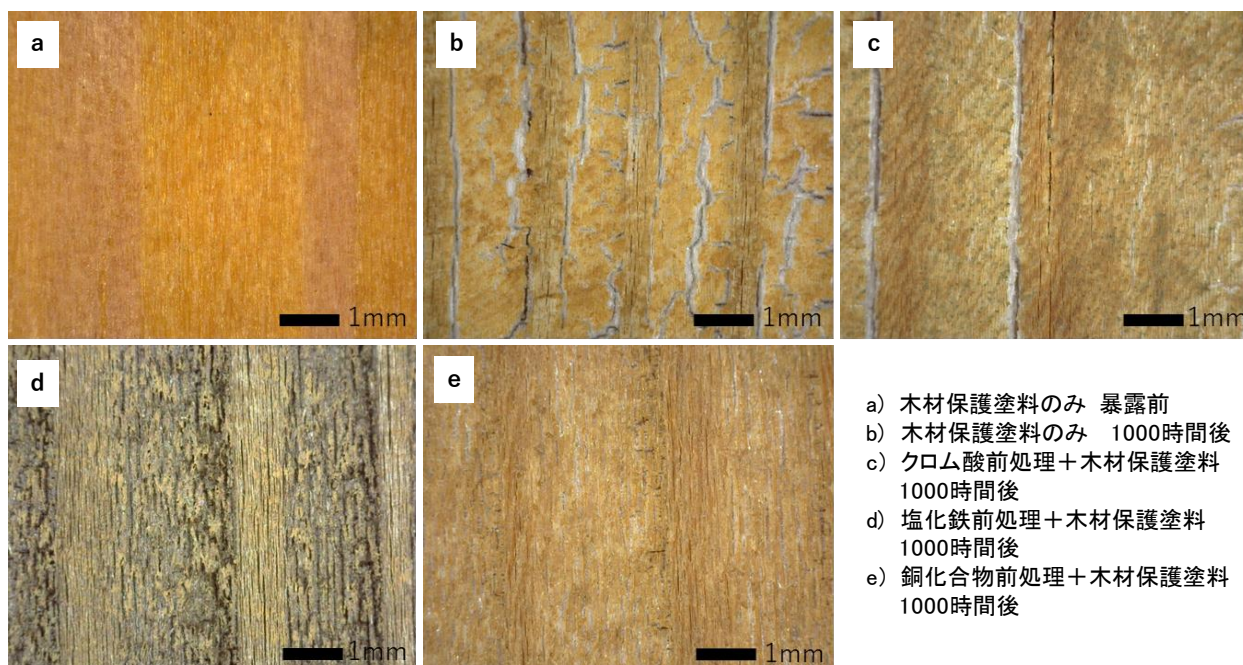 a
b
c
1mm
1mm
1mm
d
e
1mm
1mm
a) 木材保護塗料のみ 暴露前
b) 木材保護塗料のみ 1000時間後
c) クロム酸前処理+木材保護塗料
1000時間後
d) 塩化鉄前処理+木材保護塗料
1000時間後
e) 銅化合物前処理+木材保護塗料
1000時間後